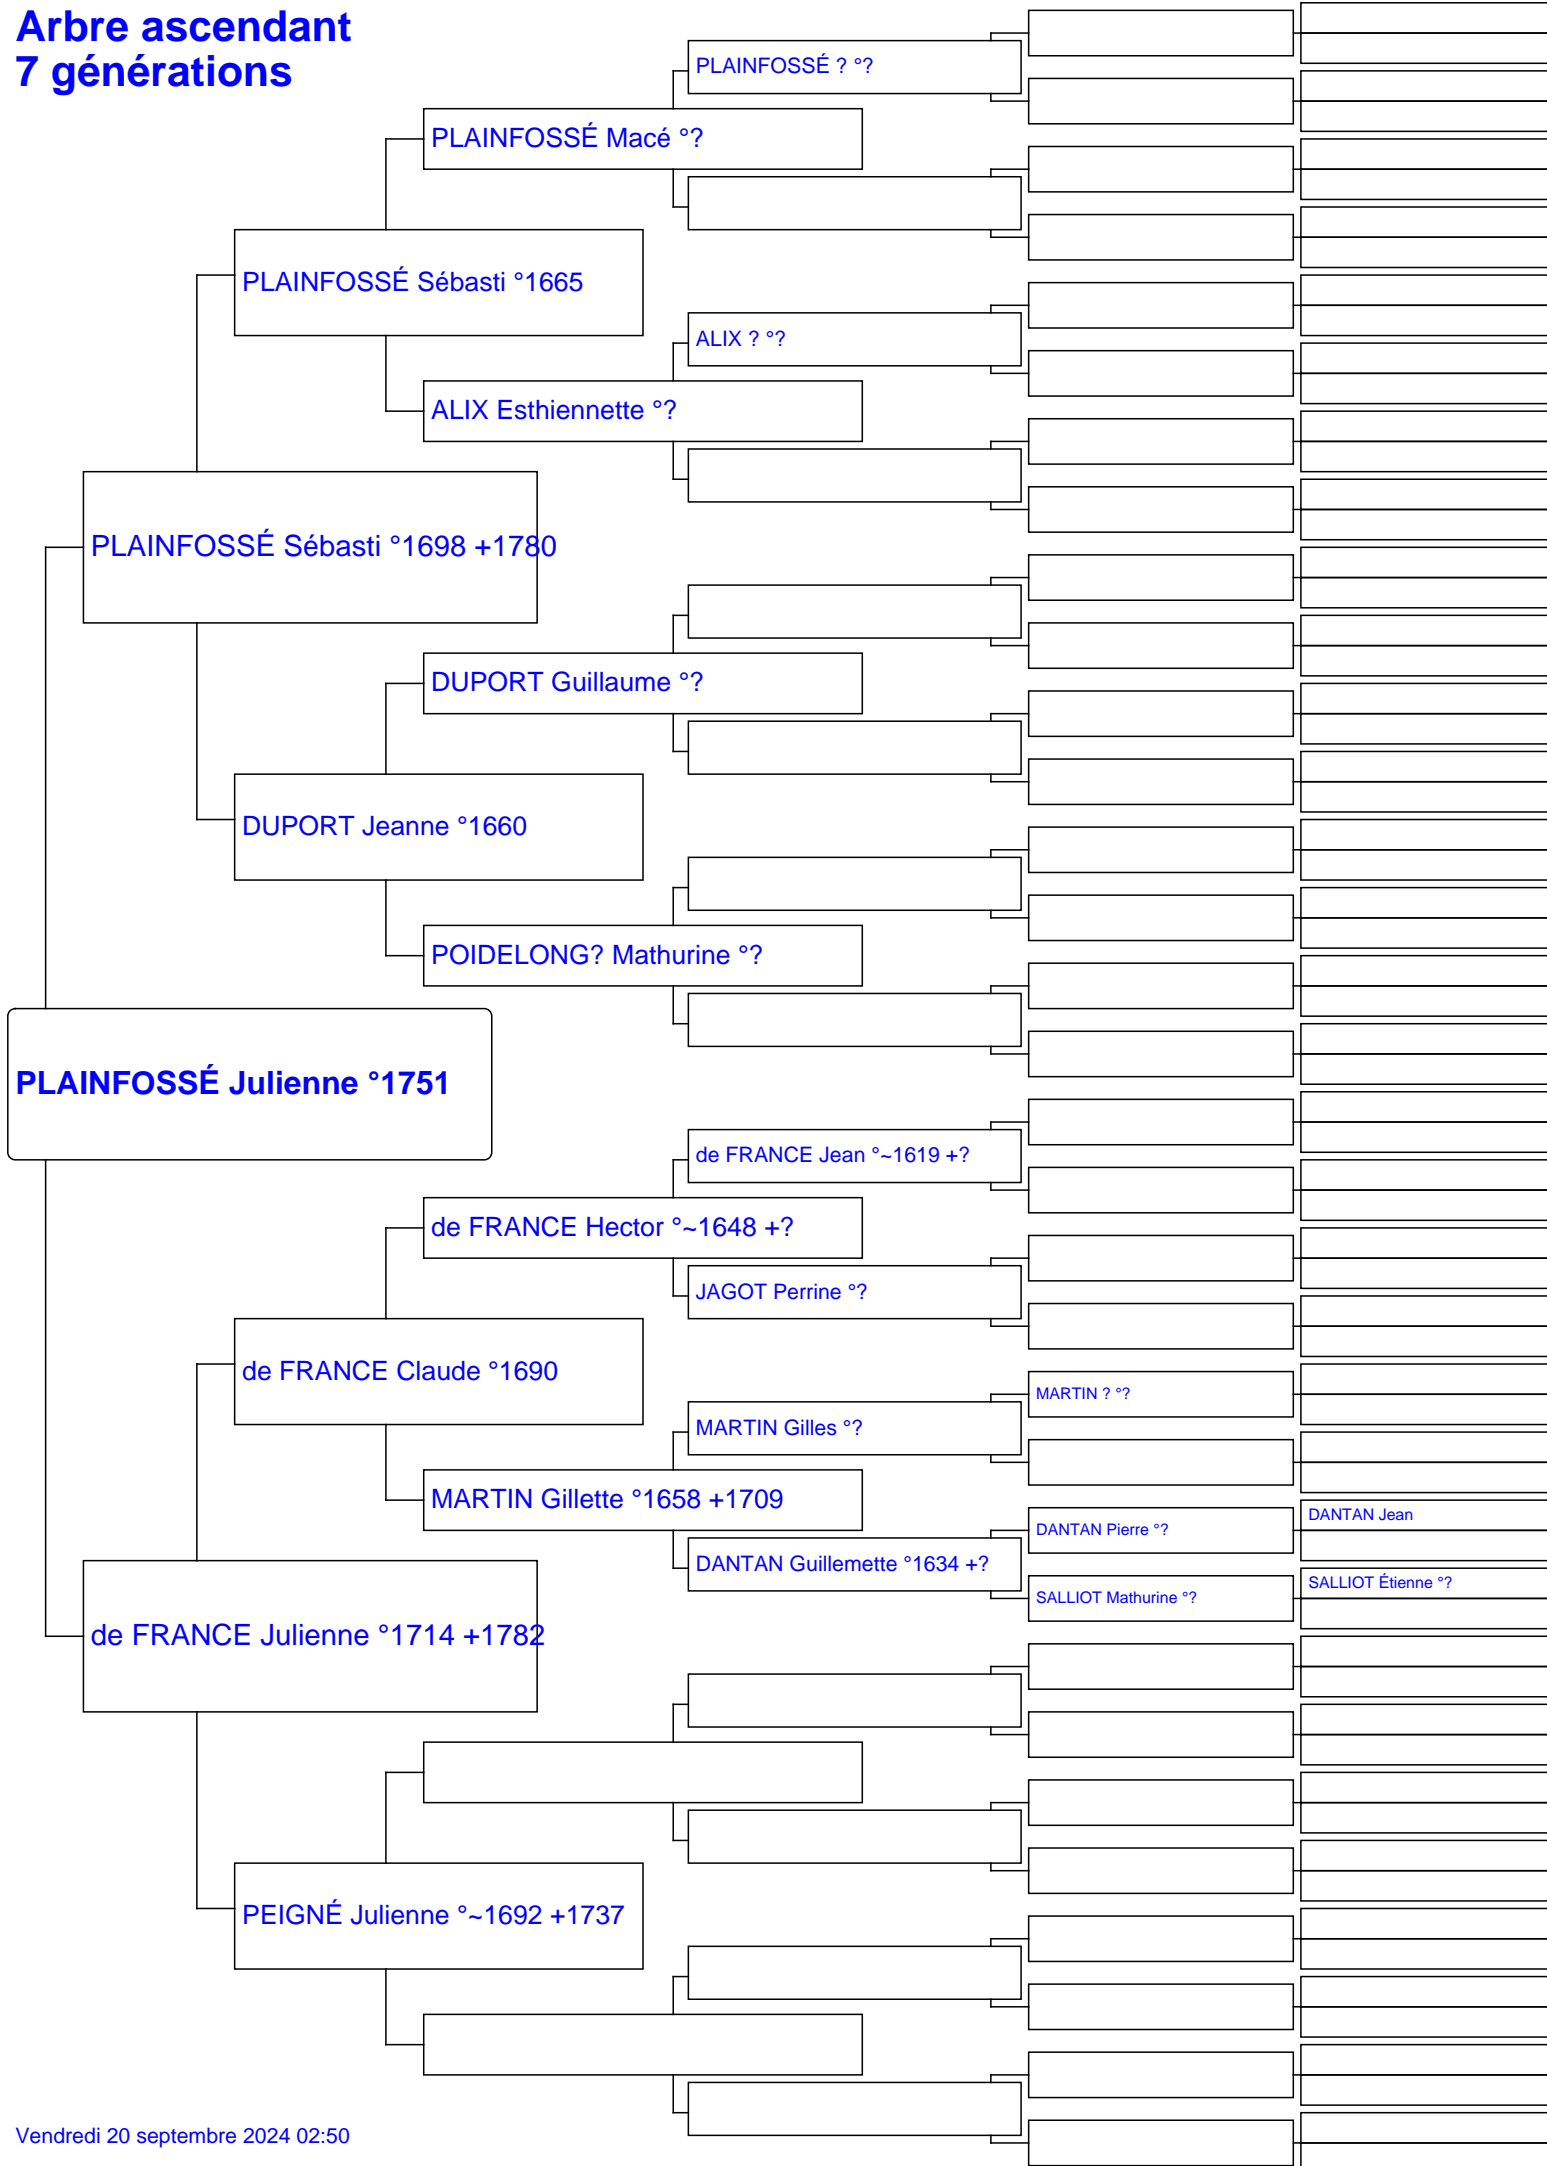 Arbre ascendant
7 générations
PLAINFOSSÉ ? °?
PLAINFOSSÉ Macé °?
PLAINFOSSÉ Sébasti °1665
ALIX ? °?
ALIX Esthiennette °?
PLAINFOSSÉ Sébasti °1698 +1780
DUPORT Guillaume °?
DUPORT Jeanne °1660
POIDELONG? Mathurine °?
PLAINFOSSÉ Julienne °1751
de FRANCE Jean °~1619 +?
de FRANCE Hector °~1648 +?
JAGOT Perrine °?
de FRANCE Claude °1690
MARTIN ? °?
MARTIN Gilles °?
MARTIN Gillette °1658 +1709
DANTAN Jean
DANTAN Pierre °?
DANTAN Guillemette °1634 +?
SALLIOT Étienne °?
SALLIOT Mathurine °?
de FRANCE Julienne °1714 +1782
PEIGNÉ Julienne °~1692 +1737
Vendredi 20 septembre 2024 02:50